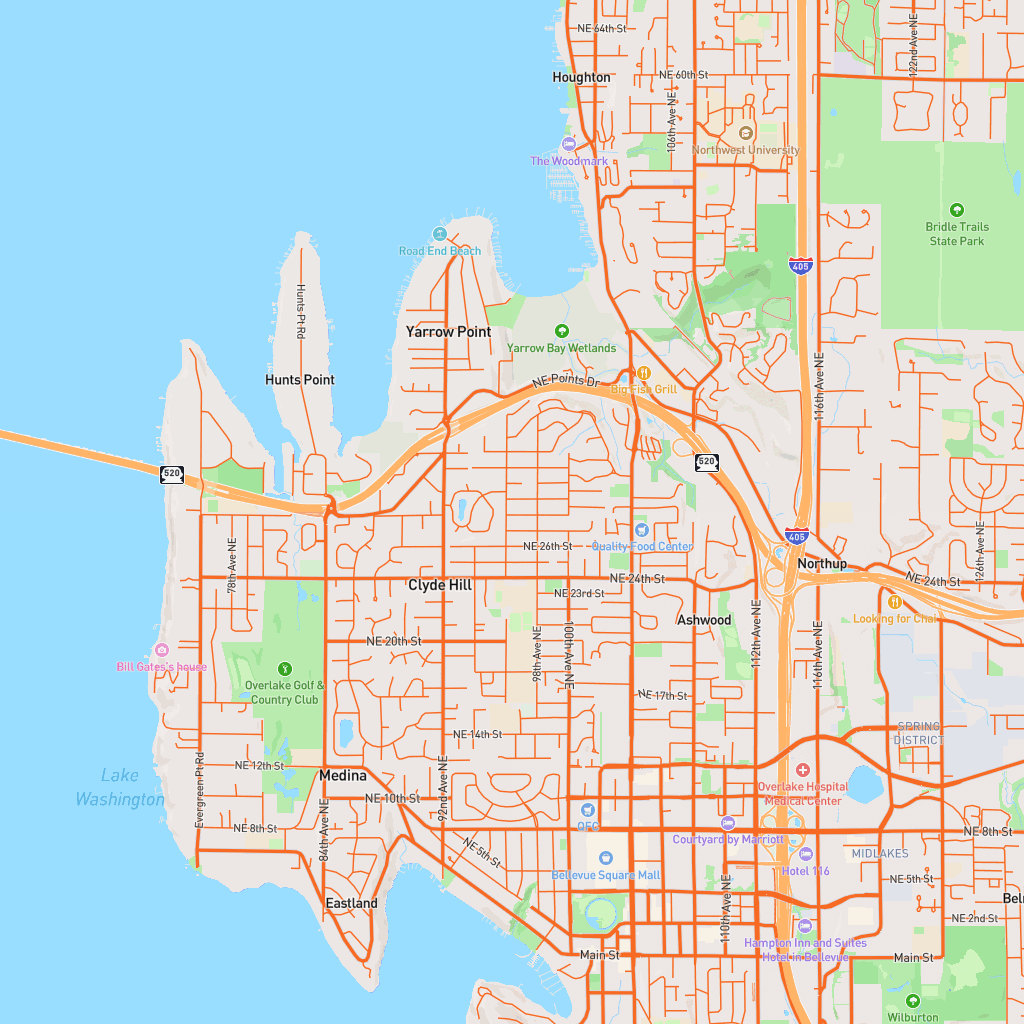 NE 64th St
122nd Ave NE
Houghton
NE 60th St
106th Ave NE
Northwest University
The Woodmark
Bridle Trails
State Park
Road End Beach
405
Hunts Pt Rd
Yarrow Point
Yarrow Bay Wetlands
116th Ave NE
Hunts Point
NE Points Dr
Big Fish Grill
520
520
78th Ave NE
NE 26th St
Quality Food Center
405
Northup
126th Ave NE
Clyde Hill
NE 24th St
NE 24th St
NE 23rd St
Looking for Chai
Ashwood
100th Ave NE
98th Ave NE
112th Ave NE
116th Ave NE
NE 20th St
Bill Gates's house
Overlake Golf &
Country Club
NE 17th St
SPRING
DISTRICT
NE 14th St
Lake
Washington
Evergreen Pt Rd
NE 12th St
Medina
92nd Ave NE
Overlake Hospital
Medical Center
NE 10th St
QFC
NE 8th St
84th Ave NE
NE 8th St
Courtyard by Marriott
NE 5th St
MIDLAKES
Bellevue Square Mall
Hotel 116
NE 5th St
110th Ave NE
Eastland
Belr
NE 2nd St
Hampton Inn and Suites
Hotel in Bellevue
Main St
Main St
Wilburton